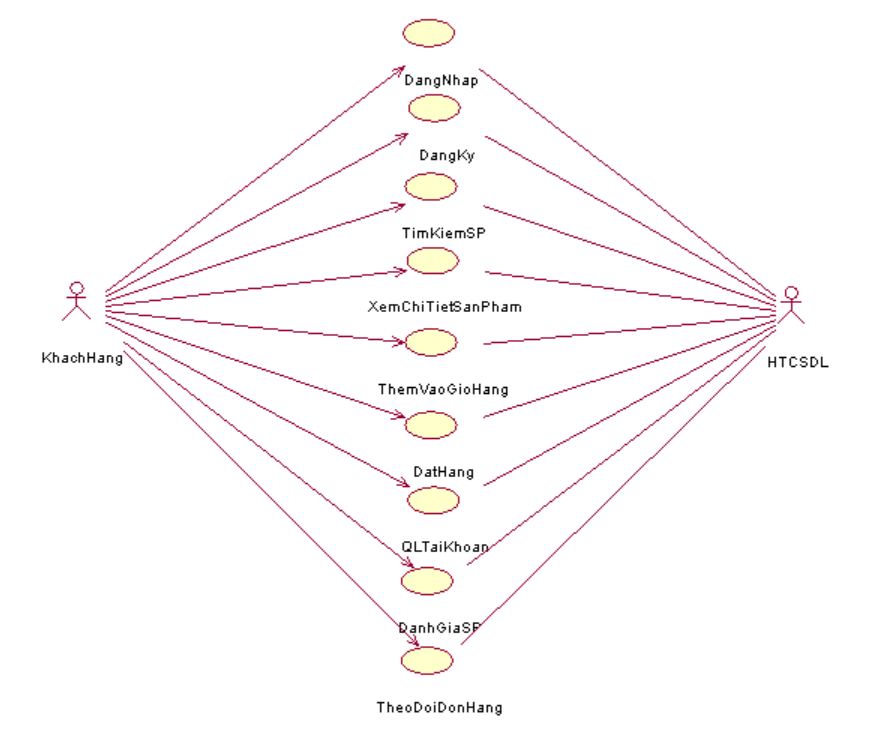 DangNhap
DangKy
TimKiemSP
XemChiTietSanPham
KhachHang
HTCSDL
ThemVaoGioHang
DatHang
QLTaiKhoan
DanhGiaSP
TheoDoiDonHang